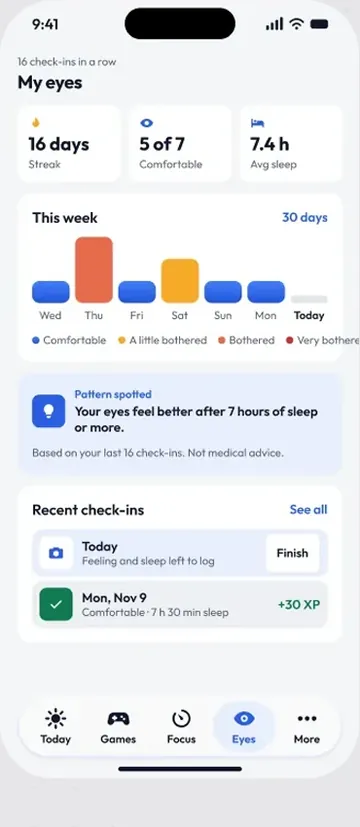 9:41
16 check-ins in a row
My eyes
16 days
Streak
5 of 7
Comfortable
7.4 h
Avg sleep
This week
30 days
Wed
Thu
Fri
Sat
Sun
Mon
Today
Comfortable
A little bothered
Bothered
Very bothere
Pattern spotted
Your eyes feel better after 7 hours of sleep
or more.
Based on your last 16 check-ins. Not medical advice.
Recent check-ins
See all
Today
Feeling and sleep left to log
Finish
Mon, Nov 9
Comfortable · 7 h 30 min sleep
+30 XP
Today
Games
Focus
Eyes
More